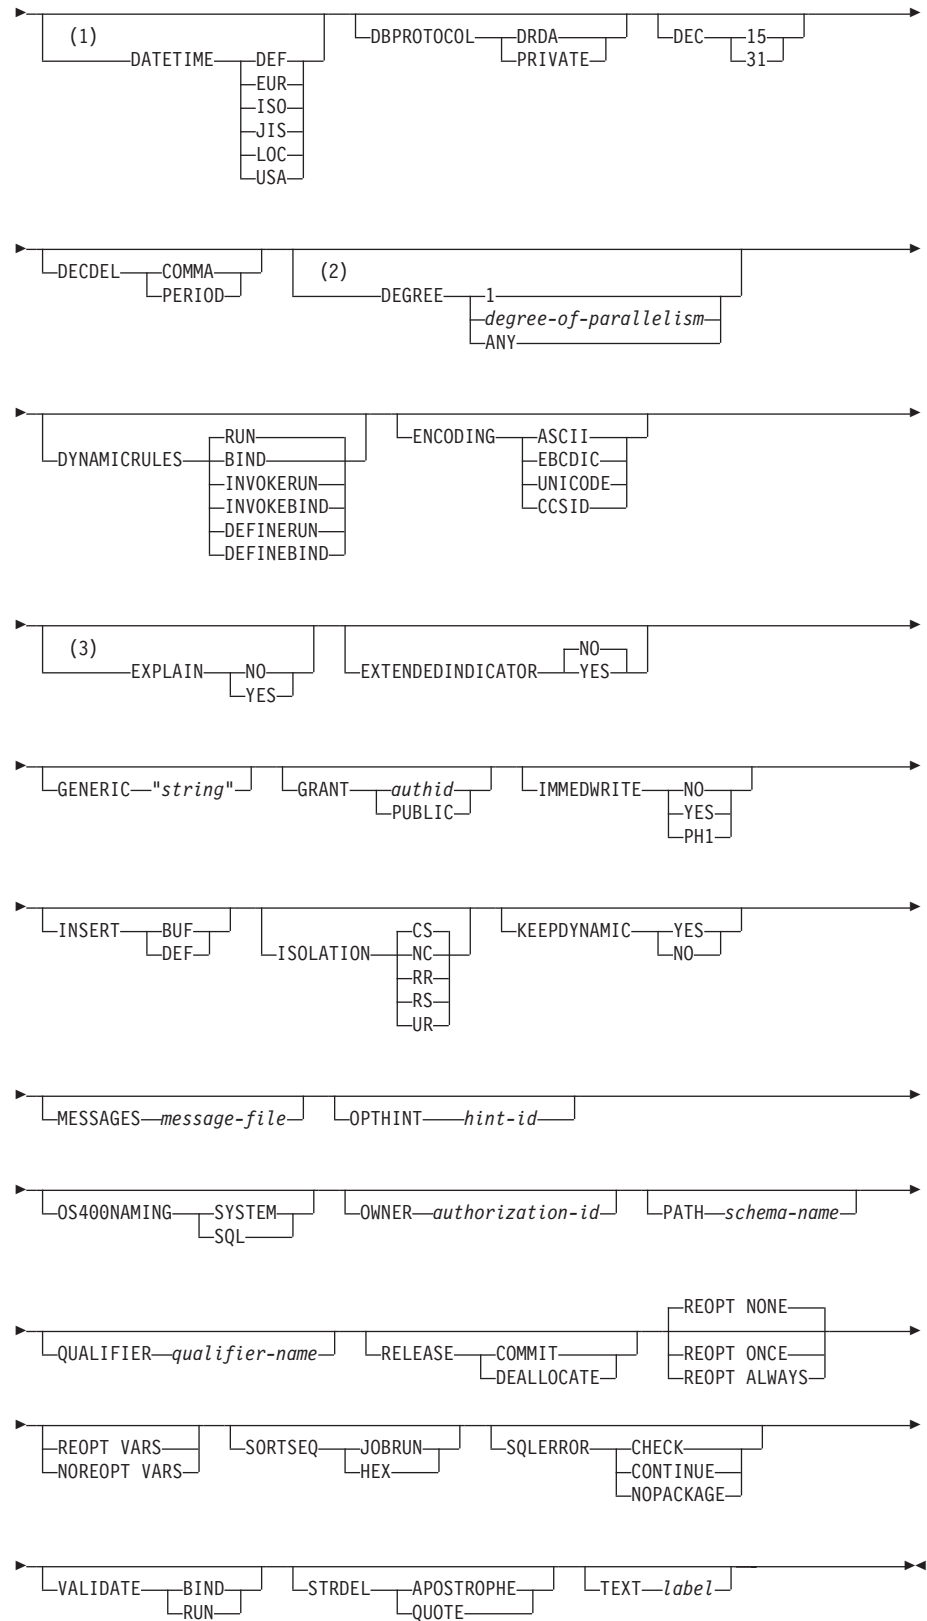 (1)
DATETIME DEF
EUR
ISO
JIS
LOC
USA
DBPROTOCOL DRDA
PRIVATE
DEC 15
31
DECDEL COMMA
PERIOD
(2)
DEGREE 1
degree-of-parallelism
ANY
DYNAMICRULES RUN
BIND
INVOKERUN
INVOKEBIND
DEFINERUN
DEFINEBIND
ENCODING ASCII
EBCDIC
UNICODE
CCSID
(3)
EXPLAIN NO
YES
EXTENDEDINDICATOR NO
YES
GENERIC "string"
GRANT authid
PUBLIC
IMMEDWRITE NO
YES
PH1
INSERT BUF
DEF
ISOLATION CS
NC
RR
RS
UR
KEEPDYNAMIC YES
NO
MESSAGES message-file
OPTHINT hint-id
OS400NAMING SYSTEM
SQL
OWNER authorization-id
PATH schema-name
QUALIFIER qualifier-name
RELEASE COMMIT
DEALLOCATE
REOPT NONE
REOPT ONCE
REOPT ALWAYS
REOPT VARS
NOREOPT VARS
SORTSEQ JOBRUN
HEX
SQLERROR CHECK
CONTINUE
NOPACKAGE
VALIDATE BIND
RUN
STRDEL APOSTROPHE
QUOTE
TEXT label